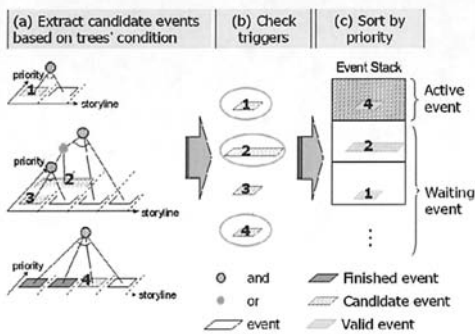 (a) Extract candidate events
based on trees' condition
(b) Check
triggers
(c) Sort by
priority
priority
1
storyline
priority
2
3
storyline
priority
4
storyline
1
2
3
4
Event Stack
4
2
1
⋮
Active
event
Waiting
event
and
or
event
Finished event
Candidate event
Valid event